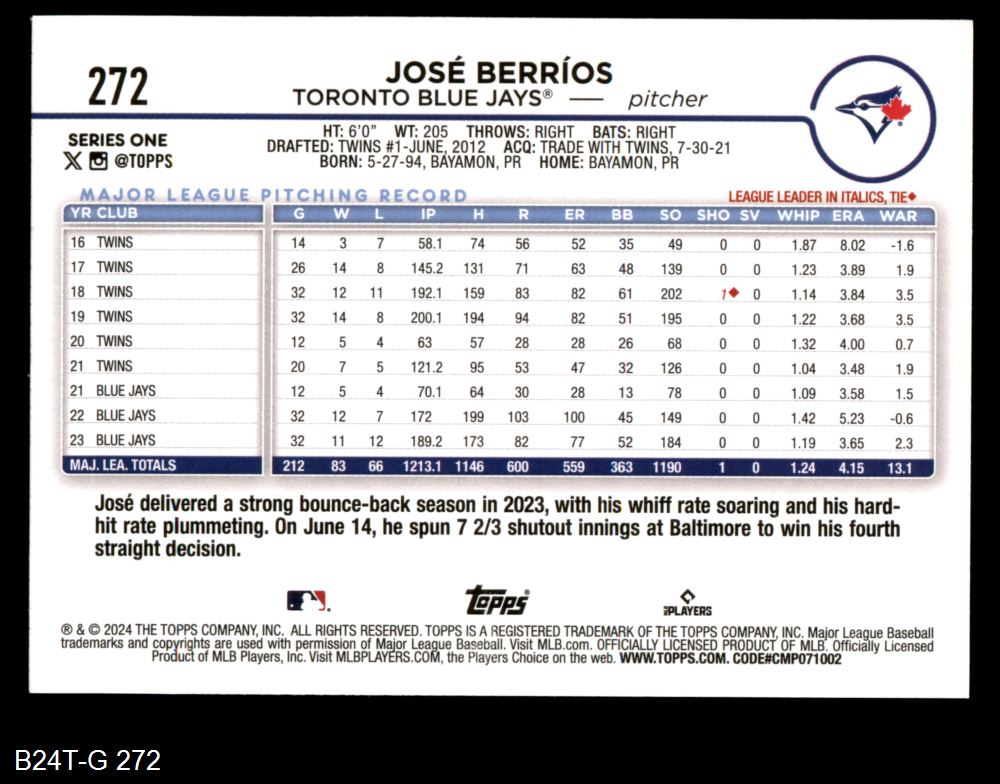 272
JOSÉ BERRÍOS
TORONTO BLUE JAYS® — pitcher
SERIES ONE
@TOPPS
HT: 6'0" WT: 205 THROWS: RIGHT BATS: RIGHT
DRAFTED: TWINS #1-JUNE, 2012 ACQ: TRADE WITH TWINS, 7-30-21
BORN: 5-27-94, BAYAMON, PR HOME: BAYAMON, PR
MAJOR LEAGUE PITCHING RECORD
LEAGUE LEADER IN ITALICS, TIE♦
YR CLUB G W L IP H R ER BB SO SHO SV WHIP ERA WAR
16 TWINS 14 3 7 58.1 74 56 52 35 49 0 0 1.87 8.02 -1.6
17 TWINS 26 14 8 145.2 131 71 63 48 139 0 0 1.23 3.89 1.9
18 TWINS 32 12 11 192.1 159 83 82 61 202 1♦ 0 1.14 3.84 3.5
19 TWINS 32 14 8 200.1 194 94 82 51 195 0 0 1.22 3.68 3.5
20 TWINS 12 5 4 63 57 28 28 26 68 0 0 1.32 4.00 0.7
21 TWINS 20 7 5 121.2 95 53 47 32 126 0 0 1.04 3.48 1.9
21 BLUE JAYS 12 5 4 70.1 64 30 28 13 78 0 0 1.09 3.58 1.5
22 BLUE JAYS 32 12 7 172 199 103 100 45 149 0 0 1.42 5.23 -0.6
23 BLUE JAYS 32 11 12 189.2 173 82 77 52 184 0 0 1.19 3.65 2.3
MAJ. LEA. TOTALS 212 83 66 1213.1 1146 600 559 363 1190 1 0 1.24 4.15 13.1
José delivered a strong bounce-back season in 2023, with his whiff rate soaring and his hard-
hit rate plummeting. On June 14, he spun 7 2/3 shutout innings at Baltimore to win his fourth
straight decision.
Topps®
PLAYERS
® & © 2024 THE TOPPS COMPANY, INC. ALL RIGHTS RESERVED. TOPPS IS A REGISTERED TRADEMARK OF THE TOPPS COMPANY, INC. Major League Baseball
trademarks and copyrights are used with permission of Major League Baseball. Visit MLB.com. OFFICIALLY LICENSED PRODUCT OF MLB. Officially Licensed
Product of MLB Players, Inc. Visit MLBPLAYERS.COM, the Players Choice on the web. WWW.TOPPS.COM. CODE#CMP071002
B24T-G 272